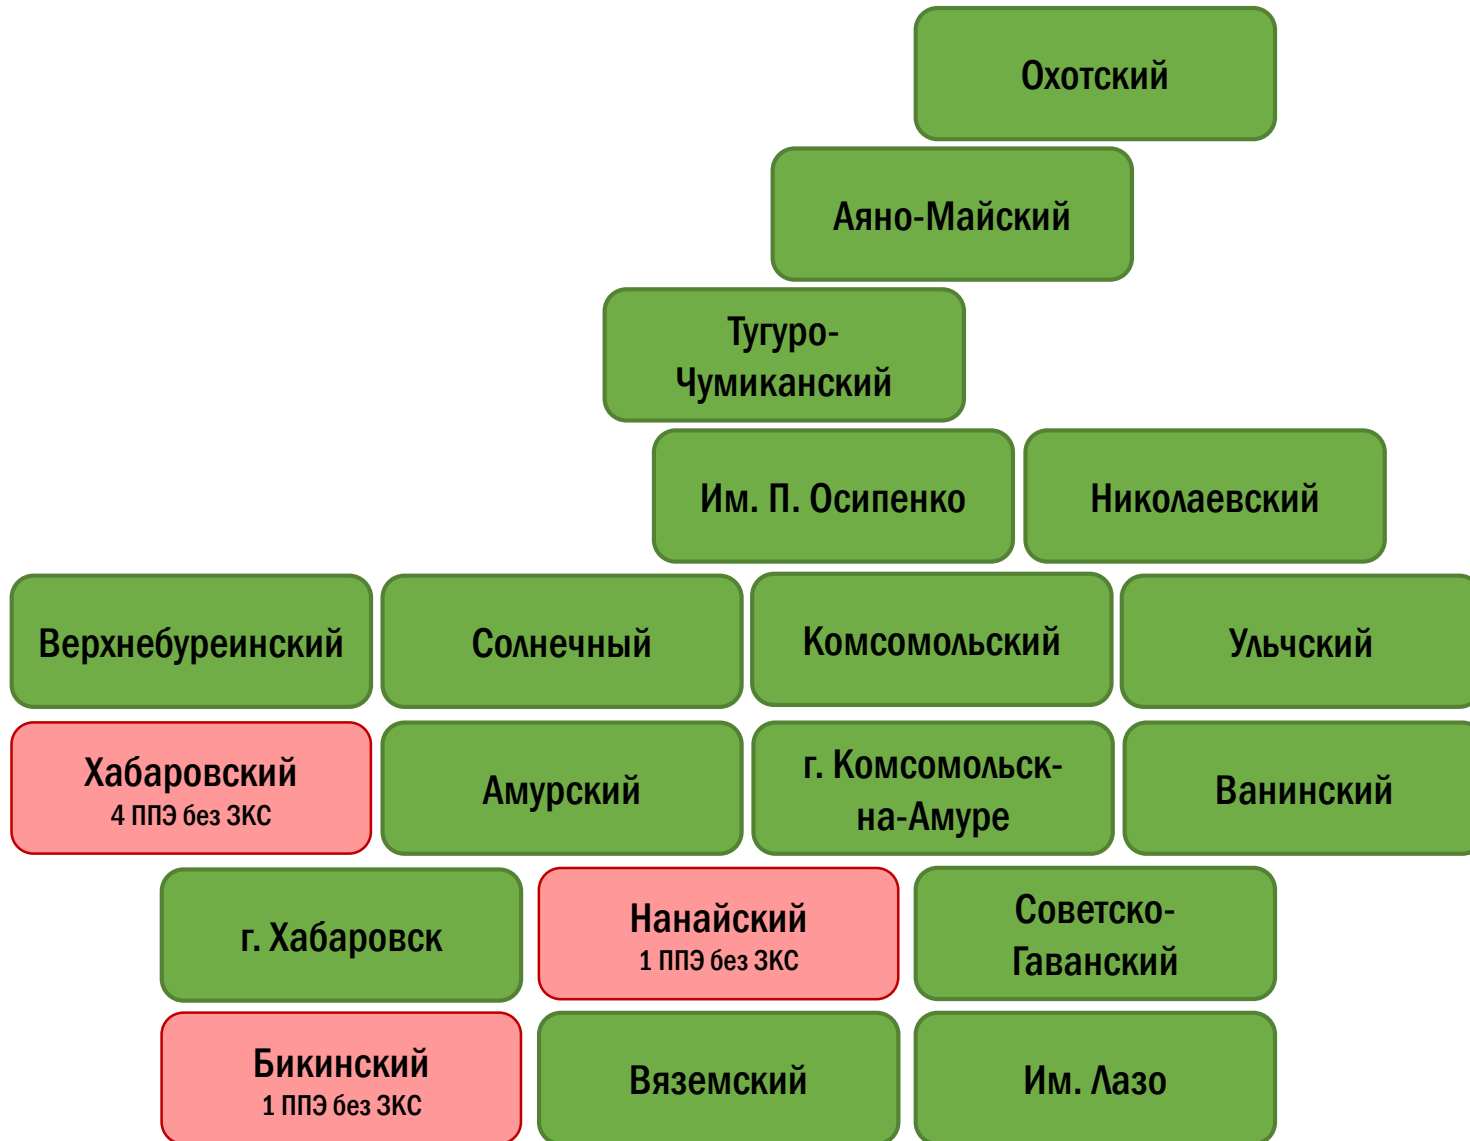 Охотский
Аяно-Майский
Тугуро-
Чумиканский
Им. П. Осипенко
Николаевский
Верхнебуреинский
Солнечный
Комсомольский
Ульчский
Хабаровский
4 ППЭ без ЗКС
Амурский
г. Комсомольск-
на-Амуре
Ванинский
г. Хабаровск
Нанайский
1 ППЭ без ЗКС
Советско-
Гаванский
Бикинский
1 ППЭ без ЗКС
Вяземский
Им. Лазо